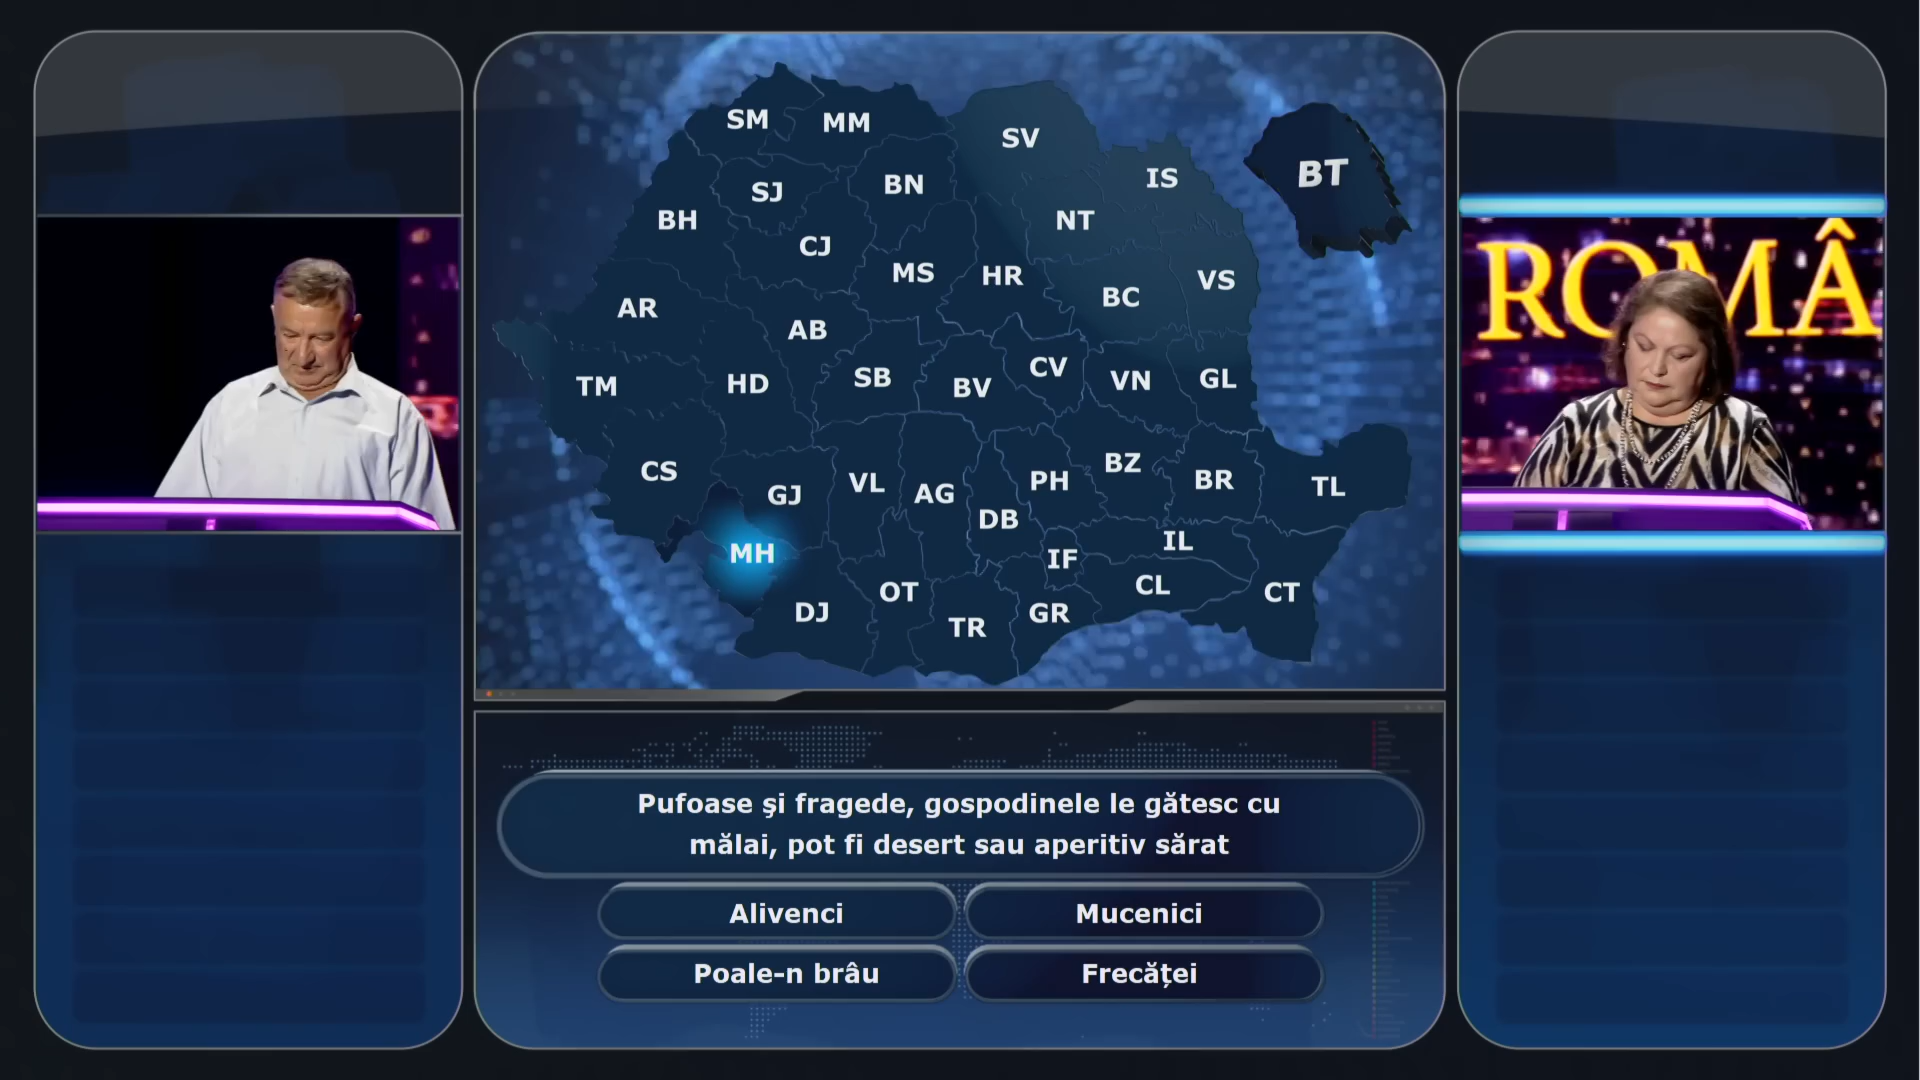 SM
MM
SV
BT
IS
BN
SJ
BH
NT
CJ
MS
HR
VS
BC
AR
AB
CV
SB
GL
VN
TM
HD
BV
BZ
CS
PH
BR
VL
TL
AG
GJ
DB
IL
MH
IF
CL
OT
CT
DJ
GR
TR
ROMÂ
Pufoase și fragede, gospodinele le gătesc cu
mălai, pot fi desert sau aperitiv sărat
Alivenci
Mucenici
Poale-n brâu
Frecăței